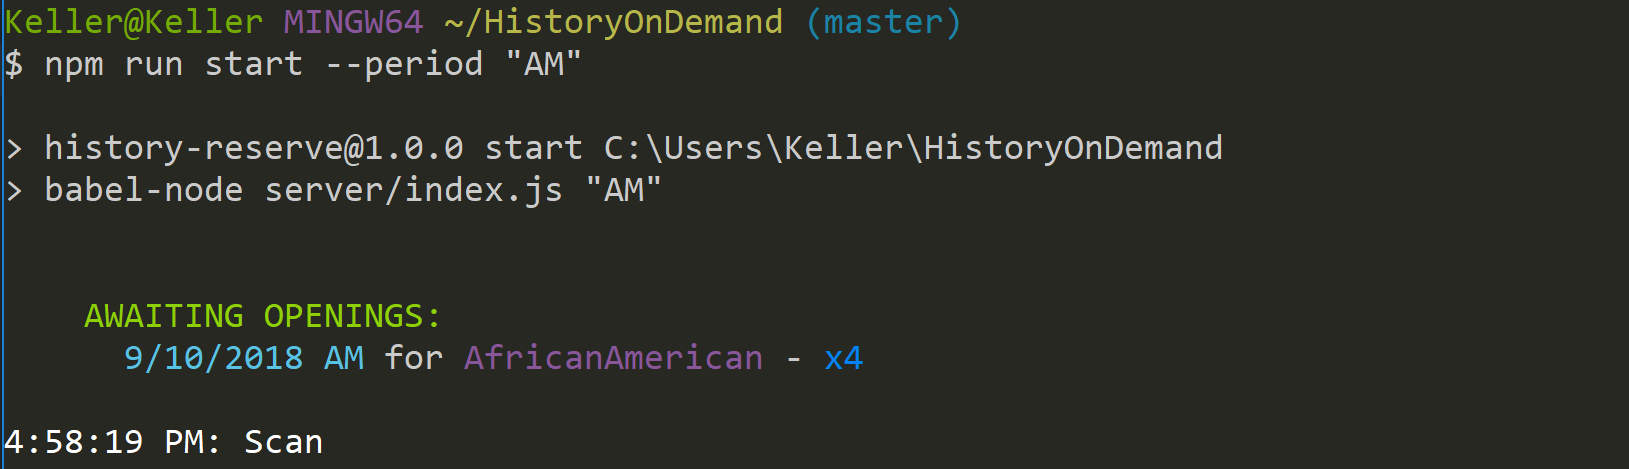 Keller@Keller MINGW64 ~/HistoryOnDemand (master)
$ npm run start --period "AM"
> history-reserve@1.0.0 start C:\Users\Keller\HistoryOnDemand
> babel-node server/index.js "AM"
AWAITING OPENINGS:
9/10/2018 AM for AfricanAmerican - x4
4:58:19 PM: Scan